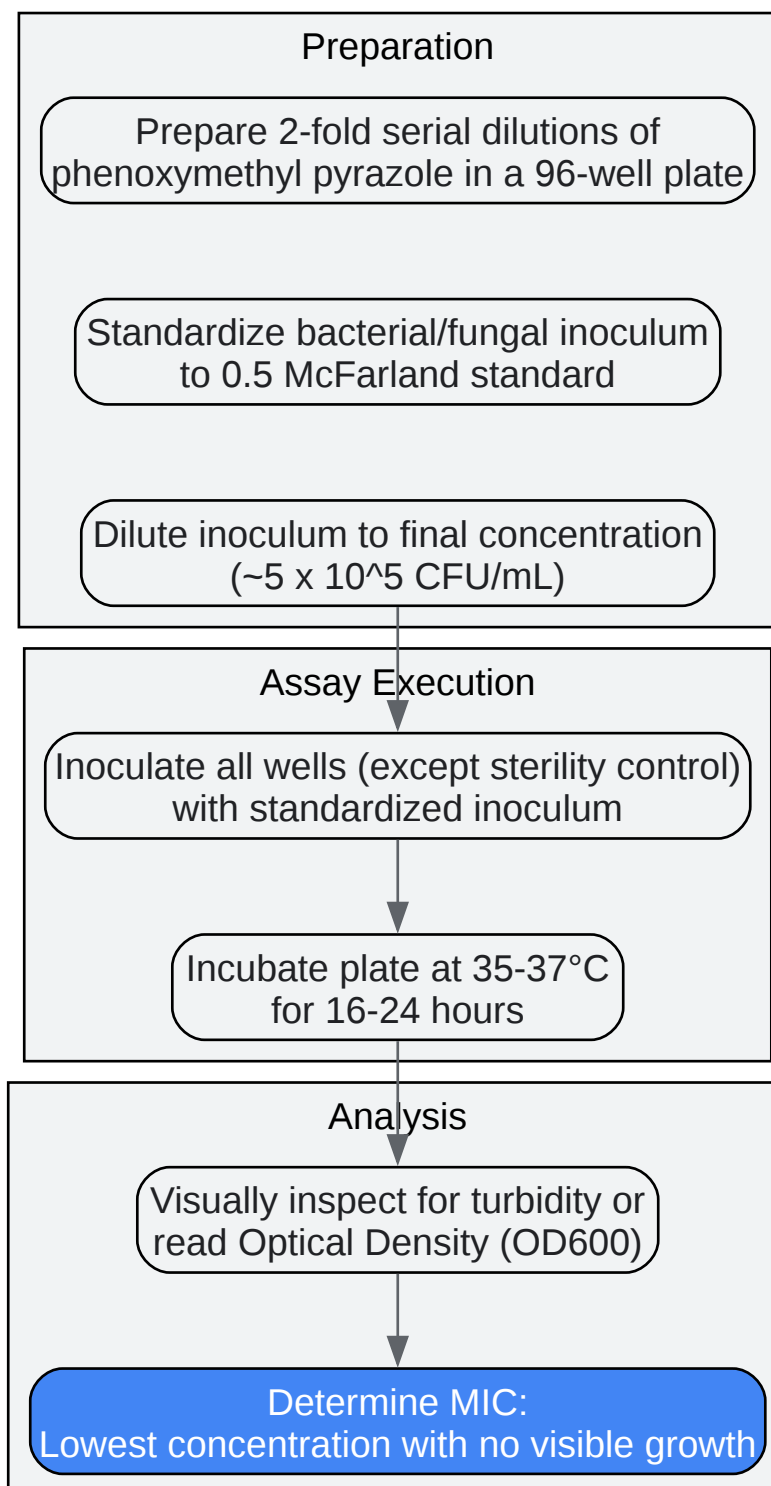 Preparation
Prepare 2-fold serial dilutions of
phenoxymethyl pyrazole in a 96-well plate
Standardize bacterial/fungal inoculum
to 0.5 McFarland standard
Dilute inoculum to final concentration
(~5 x 10^5 CFU/mL)
Assay Execution
Inoculate all wells (except sterility control)
with standardized inoculum
Incubate plate at 35-37°C
for 16-24 hours
Analysis
Visually inspect for turbidity or
read Optical Density (OD600)
Determine MIC:
Lowest concentration with no visible growth